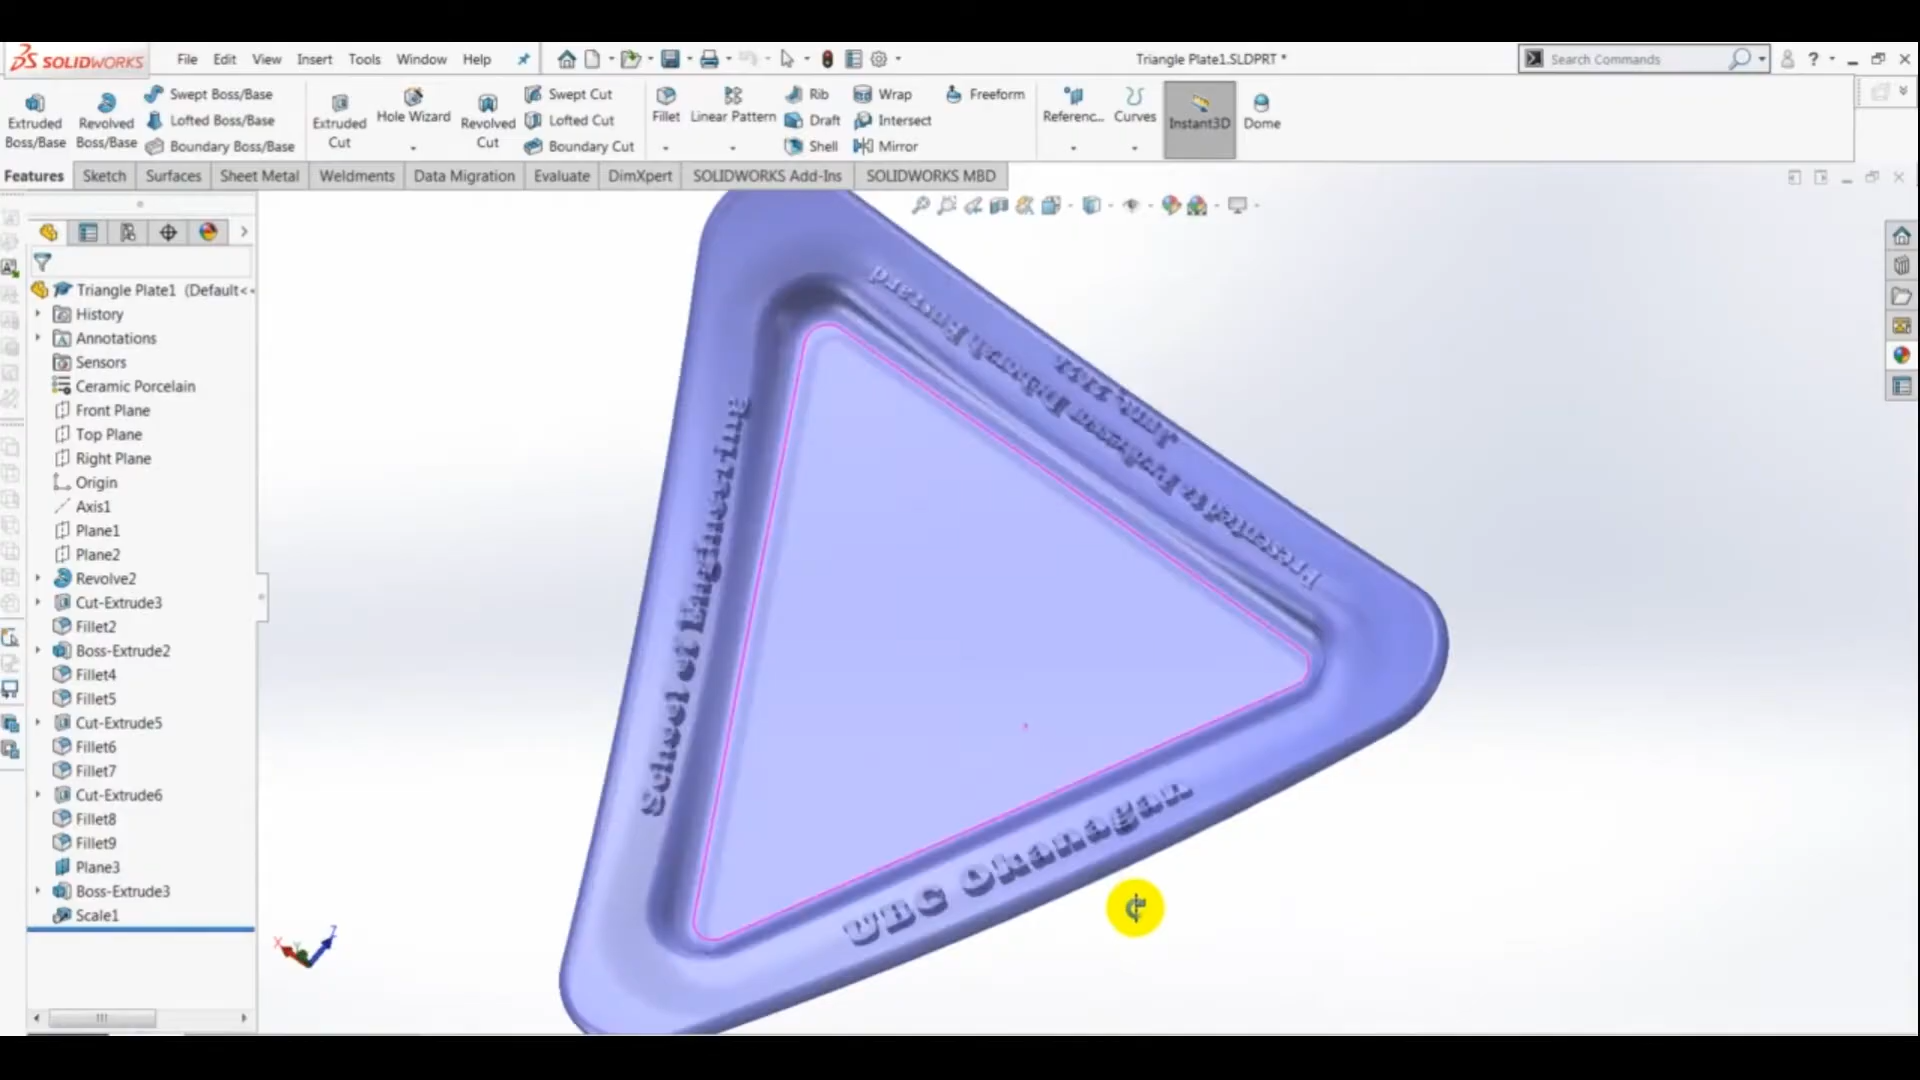 SOLIDWORKS
File Edit View Insert Tools Window Help
Triangle Plate1.SLDPRT *
Search Commands
?
Extruded Boss/Base
Revolved Boss/Base
Swept Boss/Base
Lofted Boss/Base
Boundary Boss/Base
Extruded Cut
Hole Wizard
Revolved Cut
Swept Cut
Lofted Cut
Boundary Cut
Fillet
Linear Pattern
Rib
Draft
Shell
Wrap
Intersect
Mirror
Freeform
Referenc...
Curves
Instant3D
Dome
Features Sketch Surfaces Sheet Metal Weldments Data Migration Evaluate DimXpert SOLIDWORKS Add-Ins SOLIDWORKS MBD
Triangle Plate1 (Default<
History
Annotations
Sensors
Ceramic Porcelain
Front Plane
Top Plane
Right Plane
Origin
Axis1
Plane1
Plane2
Revolve2
Cut-Extrude3
Fillet2
Boss-Extrude2
Fillet4
Fillet5
Cut-Extrude5
Fillet6
Fillet7
Cut-Extrude6
Fillet8
Fillet9
Plane3
Boss-Extrude3
Scale1
School of Engineering
UBC Okanagan
Presented to Professor Deborah
June
X
Z